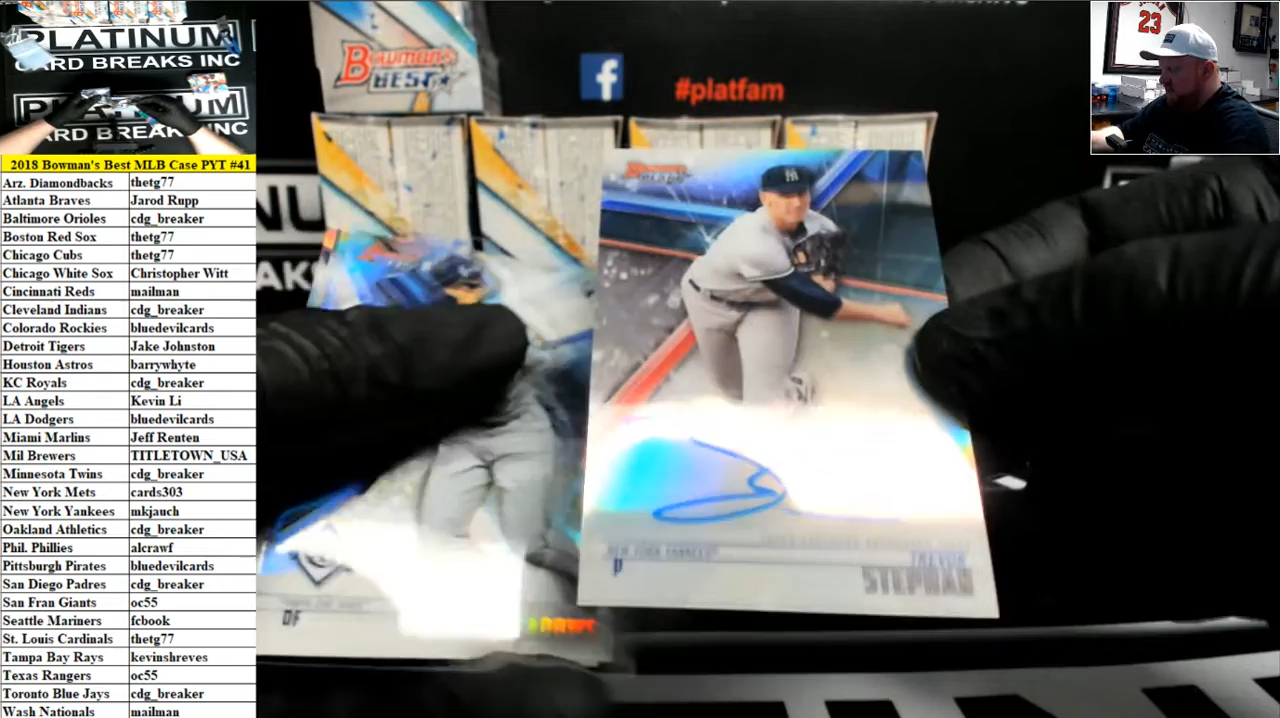 PLATINUM
CARD BREAKS INC
PLATINUM
CARD BREAKS INC
2018 Bowman's Best MLB Case PYT #41
Arz. Diamondbacks thetg77
Atlanta Braves Jarod Rupp
Baltimore Orioles cdg_breaker
Boston Red Sox thetg77
Chicago Cubs thetg77
Chicago White Sox Christopher Witt
Cincinnati Reds mailman
Cleveland Indians cdg_breaker
Colorado Rockies bluedevilcards
Detroit Tigers Jake Johnston
Houston Astros barrywhyte
KC Royals cdg_breaker
LA Angels Kevin Li
LA Dodgers bluedevilcards
Miami Marlins Jeff Renten
Mil Brewers TITLETOWN_USA
Minnesota Twins cdg_breaker
New York Mets cards303
New York Yankees mkjauch
Oakland Athletics cdg_breaker
Phil. Phillies alcrawf
Pittsburgh Pirates bluedevilcards
San Diego Padres cdg_breaker
San Fran Giants oc55
Seattle Mariners fcbook
St. Louis Cardinals thetg77
Tampa Bay Rays kevinshreves
Texas Rangers oc55
Toronto Blue Jays cdg_breaker
Wash Nationals mailman
BOWMAN'S
BEST
f
#platfam
23
NEW YORK YANKEES
P
TREVOR
STEPHAN
OF